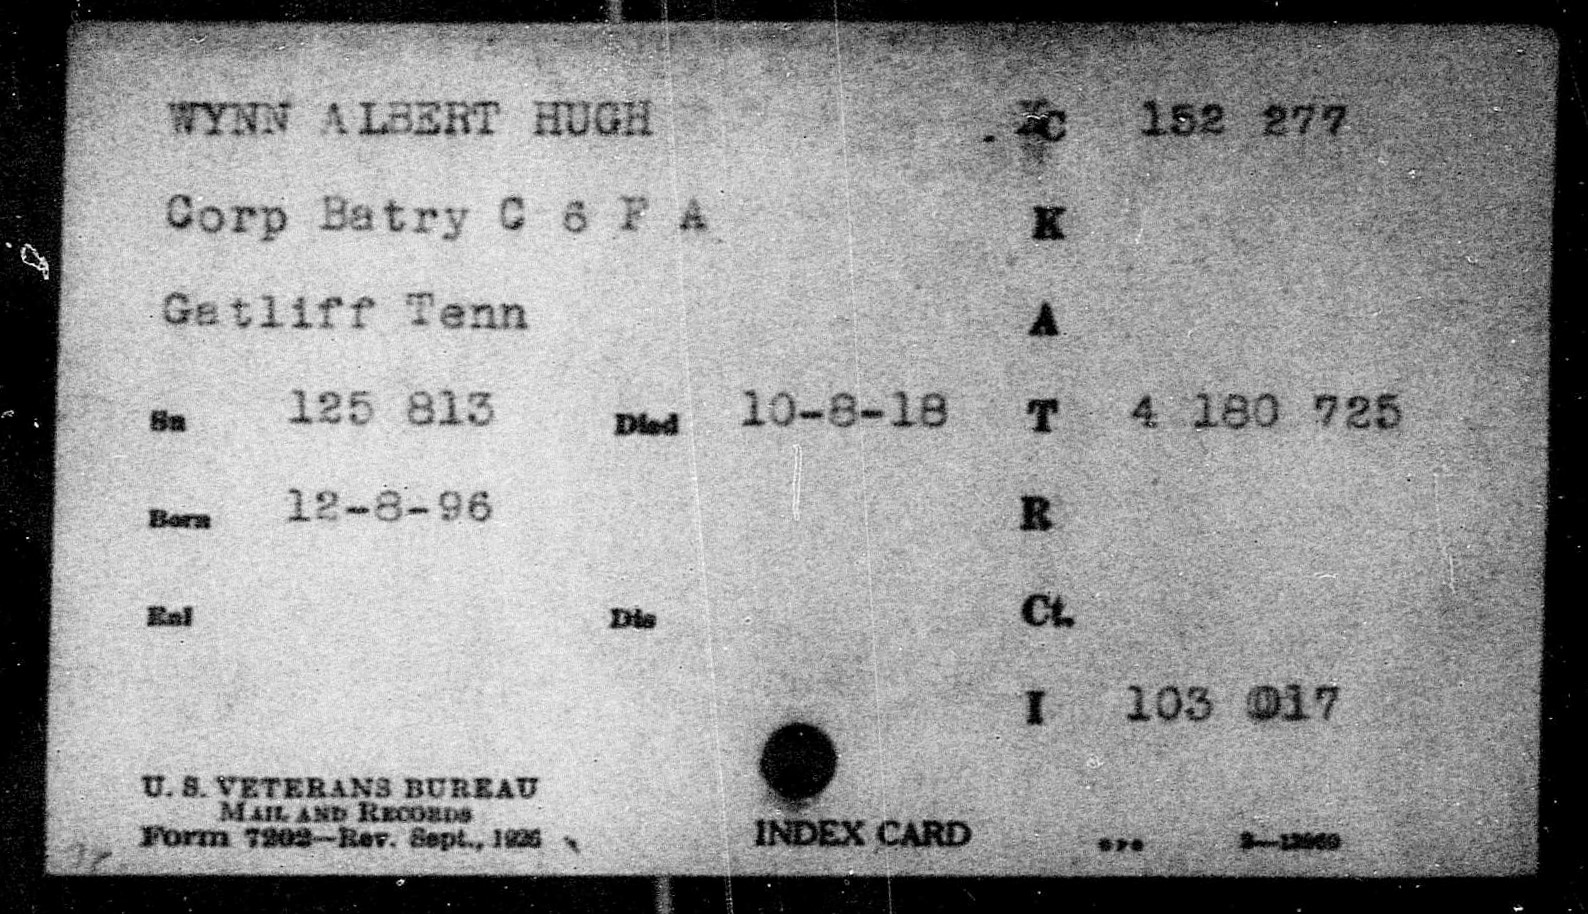 WYNN ALBERT HUGH XC 152 277
Corp Batry C 6 F A K
Gatliff Tenn A
Sn 125 813 Died 10-8-18 T 4 180 725
Born 12-8-96 R
Enl Dis Ct.
I 103 017
U. S. VETERANS BUREAU
MAIL AND RECORDS
Form 7202—Rev. Sept., 1926
INDEX CARD GPO